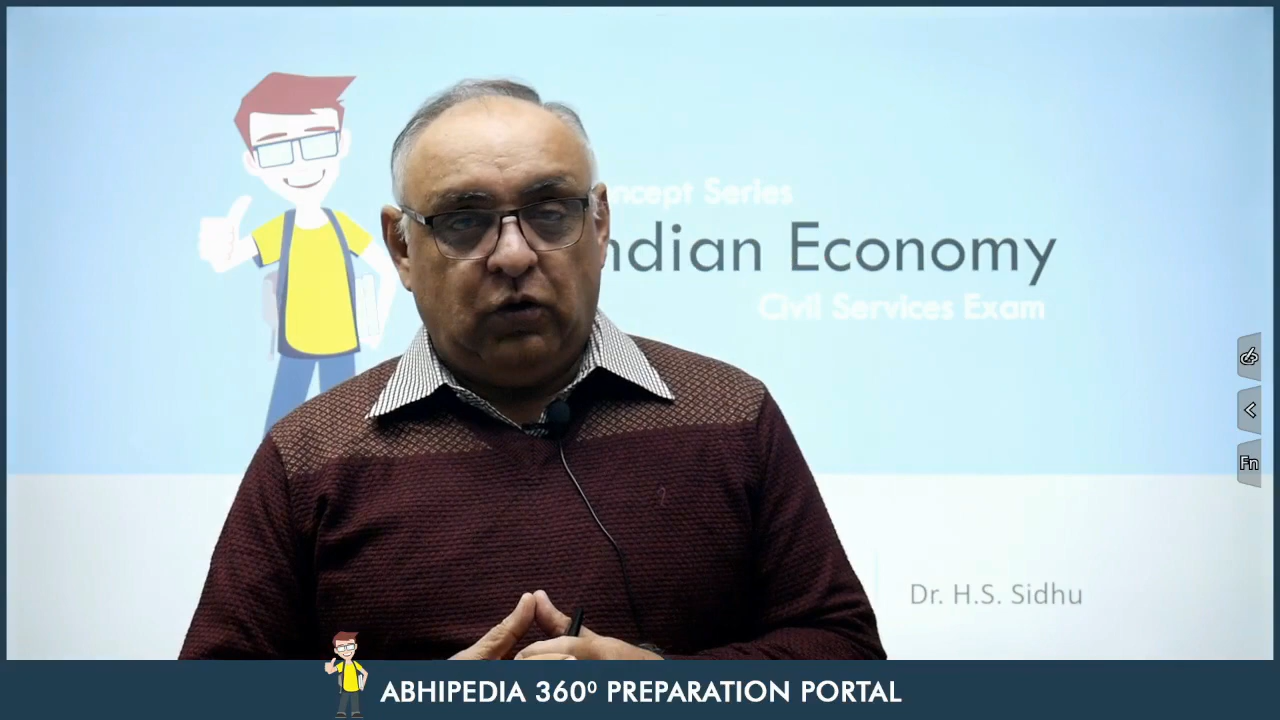 ncept Series
ndian Economy
Civil Services Exam
Fn
Dr. H.S. Sidhu
ABHIPEDIA 360⁰ PREPARATION PORTAL